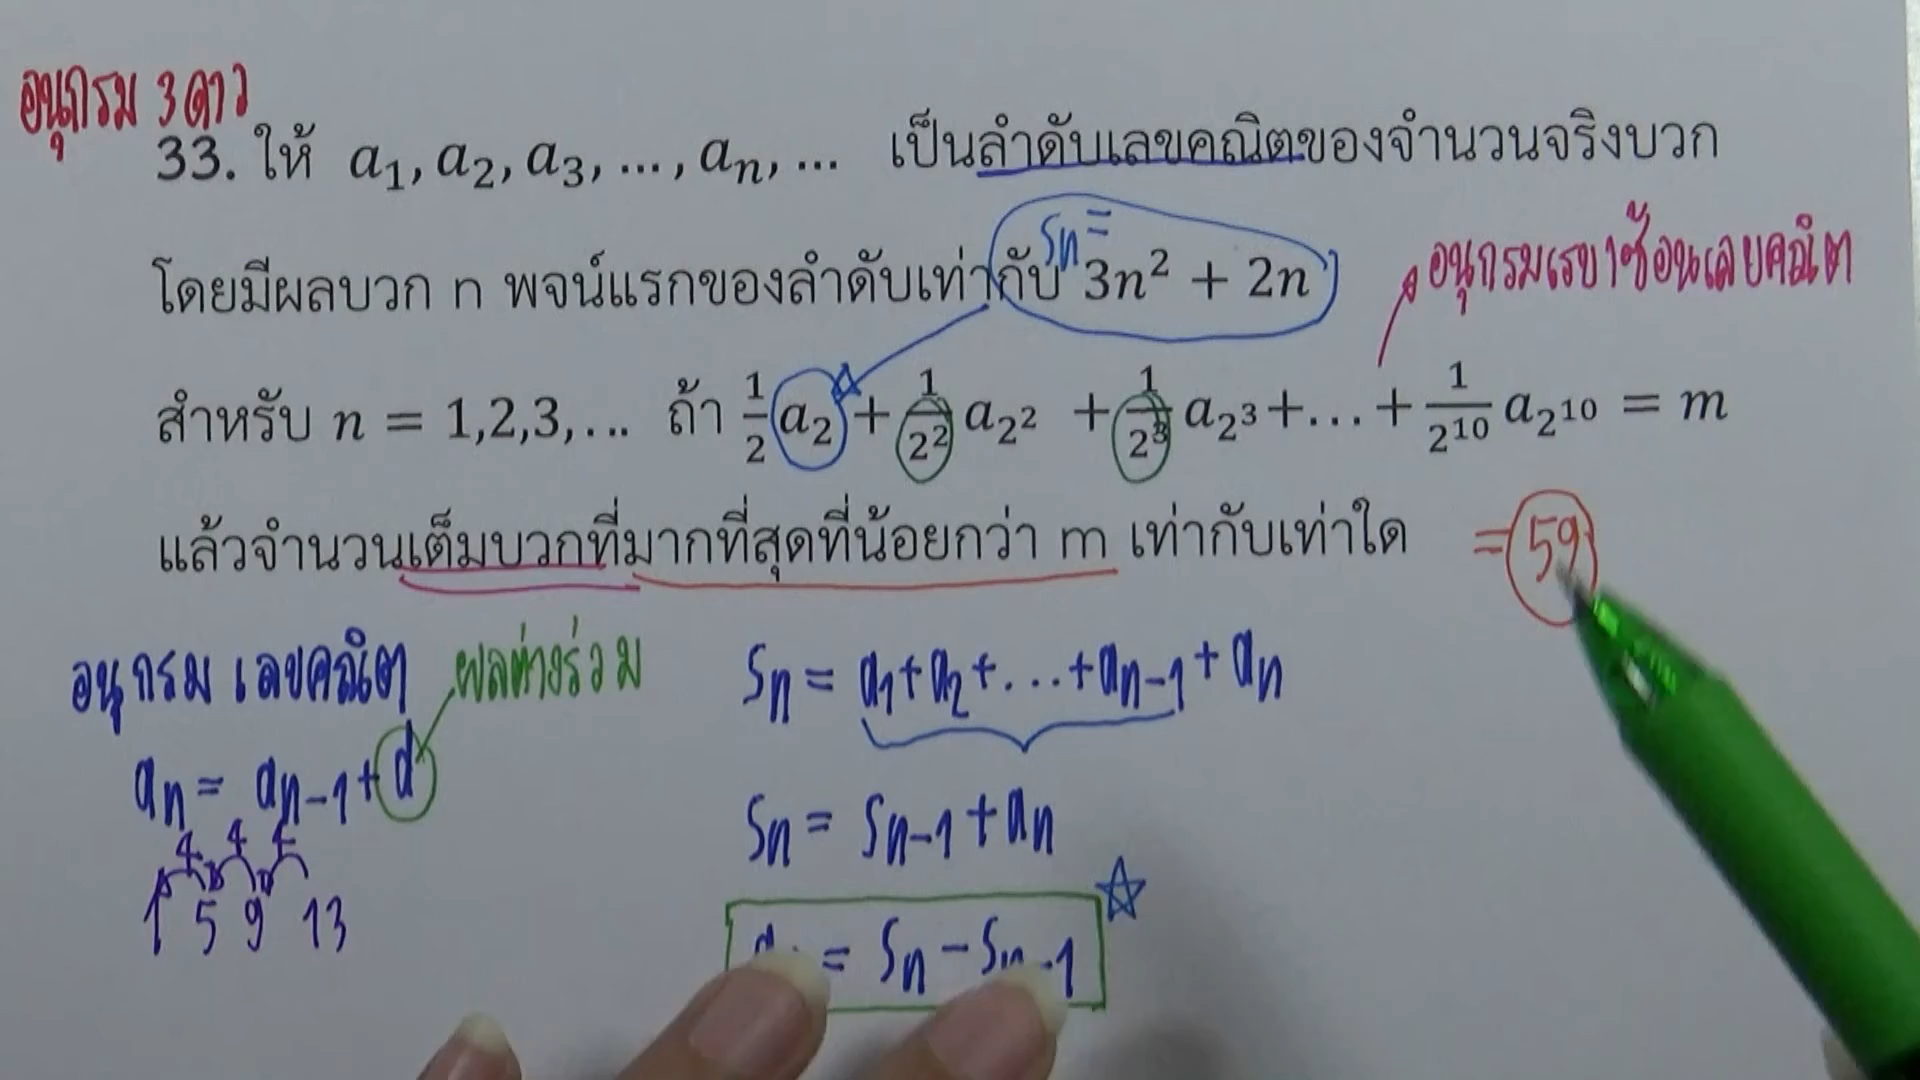 อนุกรม 3 ดาว
33. ให้ a₁, a₂, a₃, ..., aₙ, ... เป็นลำดับเลขคณิตของจำนวนจริงบวก
Sn =
โดยมีผลบวก n พจน์แรกของลำดับเท่ากับ 3n² + 2n
อนุกรมเรขาซ้อนเลขคณิต
สำหรับ n = 1,2,3,... ถ้า 1/2 a₂ + 1/2² a_{2²} + 1/2³ a_{2³} +...+ 1/2¹⁰ a_{2¹⁰} = m
แล้วจำนวนเต็มบวกที่มากที่สุดที่น้อยกว่า m เท่ากับเท่าใด = 59
อนุกรม เลขคณิต ผลต่างร่วม
aₙ = aₙ₋₁ + d
4 4 4
1 5 9 13
Sₙ = a₁ + a₂ + ... + aₙ₋₁ + aₙ
Sₙ = Sₙ₋₁ + aₙ
= Sₙ - Sₙ₋₁